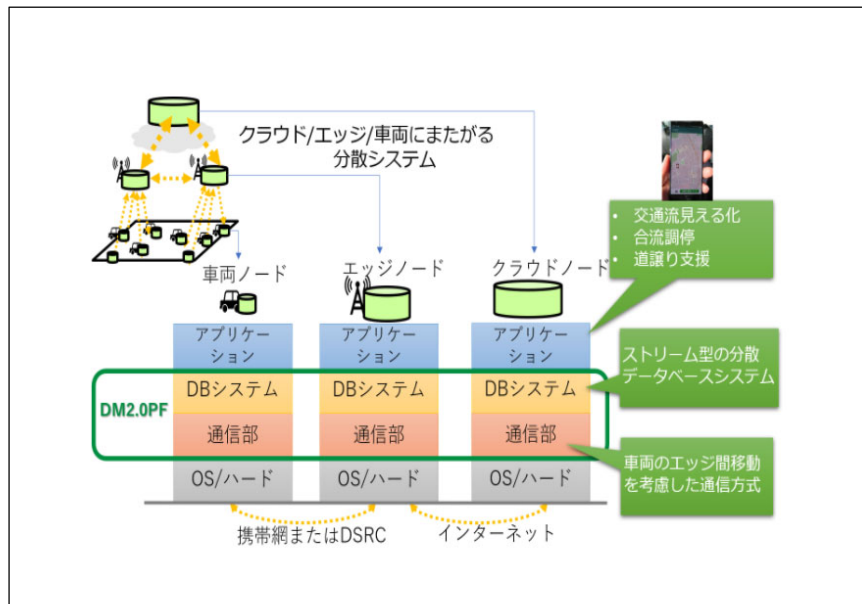 クラウド/エッジ/車両にまたがる
分散システム
• 交通流見える化
• 合流調停
• 道譲り支援
車両ノード
エッジノード
クラウドノード
アプリケー
ション
アプリケー
ション
アプリケー
ション
ストリーム型の分散
データベースシステム
DM2.0PF
DBシステム
DBシステム
DBシステム
通信部
通信部
通信部
車両のエッジ間移動
を考慮した通信方式
OS/ハード
OS/ハード
OS/ハード
携帯網またはDSRC
インターネット